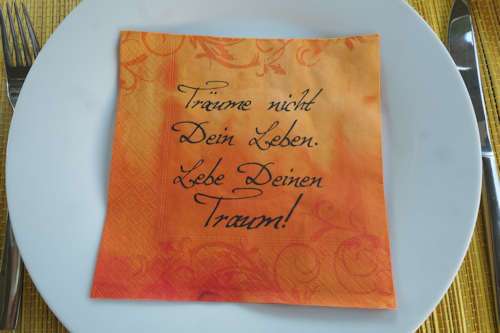 Träume nicht
Dein Leben.
Lebe Deinen
Traum!